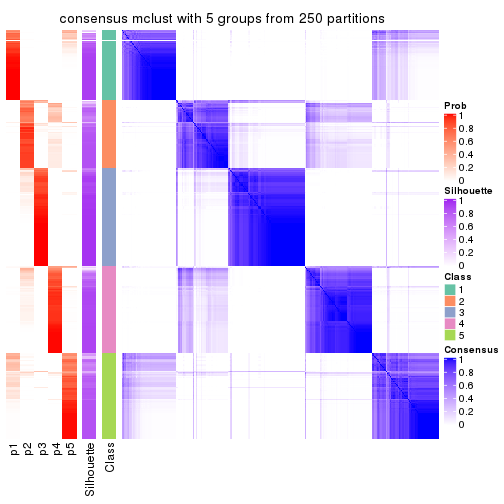 consensus mclust with 5 groups from 250 partitions
Prob
1
0.8
0.6
0.4
0.2
0
Silhouette
1
0.8
0.6
0.4
0.2
0
Class
1
2
3
4
5
Consensus
1
0.8
0.6
0.4
0.2
0
p1
p2
p3
p4
p5
Silhouette
Class